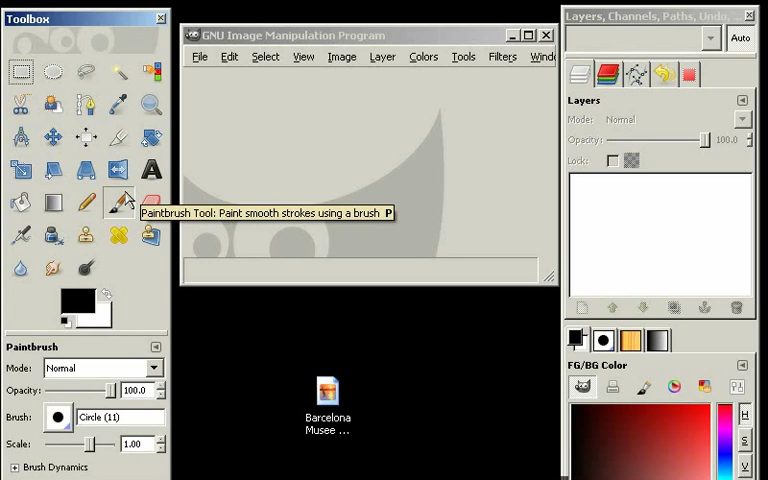 Toolbox
GNU Image Manipulation Program
File Edit Select View Image Layer Colors Tools Filters Windo
Paintbrush Tool: Paint smooth strokes using a brush P
Paintbrush
Mode: Normal
Opacity: 100.0
Brush: Circle (11)
Scale: 1.00
Brush Dynamics
Barcelona
Musee ...
Layers, Channels, Paths, Undo, ...
Auto
Layers
Mode: Normal
Opacity: 100.0
Lock:
FG/BG Color
H
S
V